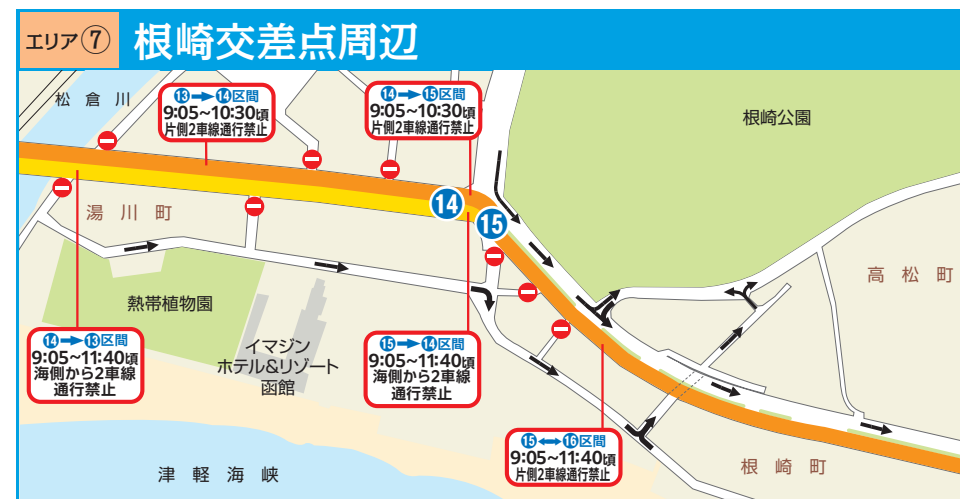 エリア⑦ 根崎交差点周辺
松倉川
⑬➡⑭区間
9:05~10:30頃
片側2車線通行禁止
⑭➡⑮区間
9:05~10:30頃
片側2車線通行禁止
根崎公園
湯川町
⑭
⑮
高松町
熱帯植物園
⑭➡⑬区間
9:05~11:40頃
海側から2車線
通行禁止
イマジン
ホテル&リゾート
函館
⑮➡⑭区間
9:05~11:40頃
海側から2車線
通行禁止
⑮⬌⑯区間
9:05~11:40頃
片側2車線通行禁止
根崎町
津軽海峡